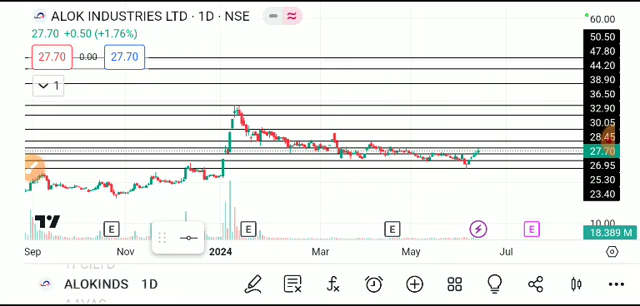 ALOK INDUSTRIES LTD · 1D · NSE
27.70 +0.50 (+1.76%)
27.70 0.00 27.70
1
60.00
50.50
47.80
44.20
38.90
36.50
32.90
30.05
28.45
27.70
26.95
25.30
23.40
10.00
18.389 M
E E E E
Sep Nov 2024 Mar May Jul
ALOKINDS 1D